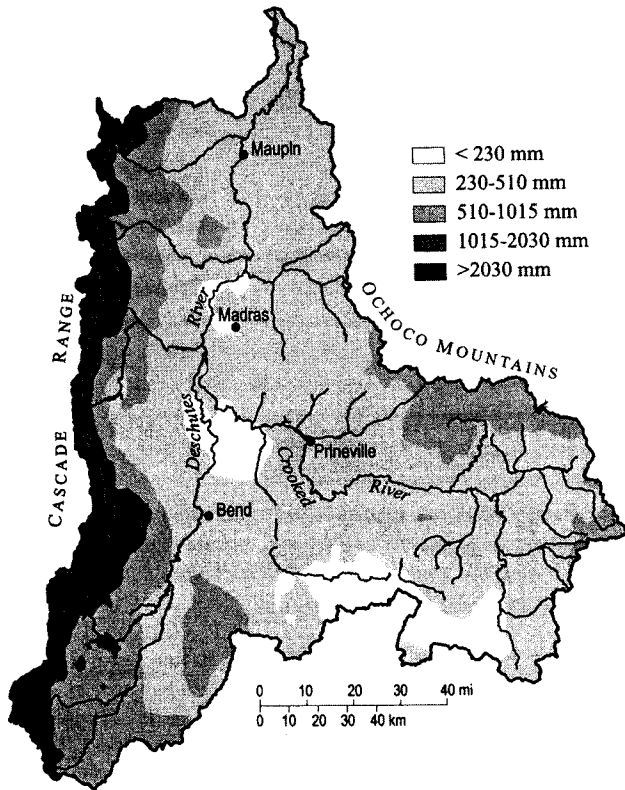 Maupin
< 230 mm
230-510 mm
510-1015 mm
1015-2030 mm
>2030 mm
CASCADE RANGE
River
Madras
OCHOCO MOUNTAINS
Deschutes
Prineville
Crooked
River
Bend
0 10 20 30 40 mi
0 10 20 30 40 km